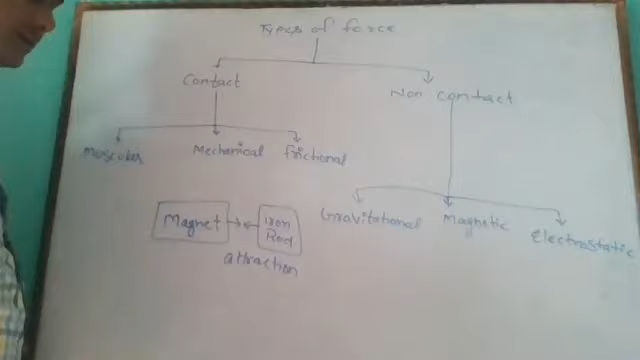 Types of force
Contact
Non contact
Muscular
Mechanical
frictional
Gravitational
Magnetic
Electrostatic
Magnet
Iron
Rod
attraction